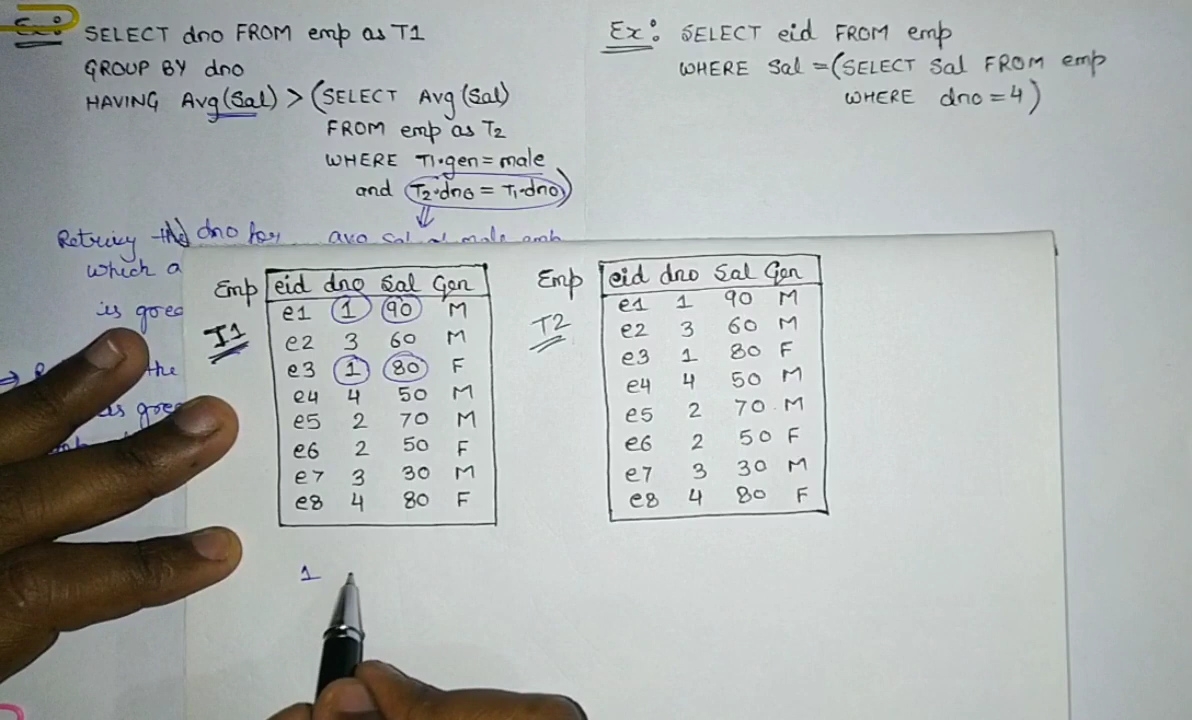 Ex:
SELECT dno FROM emp as T1
GROUP BY dno
HAVING Avg(Sal) > (SELECT Avg(Sal)
FROM emp as T2
WHERE T1.gen = male
and T2.dno = T1.dno)
Ex: SELECT eid FROM emp
WHERE Sal = (SELECT Sal FROM emp
WHERE dno = 4)
dno for
which a
is
the
Emp
T1
eid dno Sal Gen
e1 1 90 M
e2 3 60 M
e3 1 80 F
e4 4 50 M
e5 2 70 M
e6 2 50 F
e7 3 30 M
e8 4 80 F
Emp
T2
eid dno Sal Gen
e1 1 90 M
e2 3 60 M
e3 1 80 F
e4 4 50 M
e5 2 70 M
e6 2 50 F
e7 3 30 M
e8 4 80 F
1